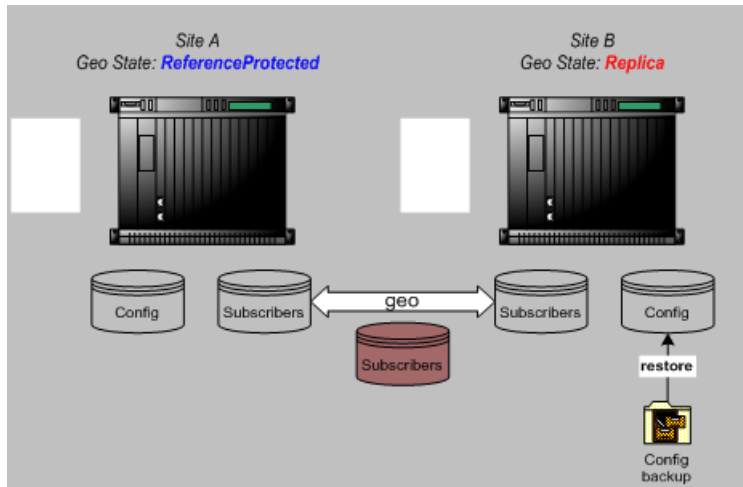 Site A
Geo State: ReferenceProtected
Site B
Geo State: Replica
Config
Subscribers
geo
Subscribers
Subscribers
Config
restore
Config
backup